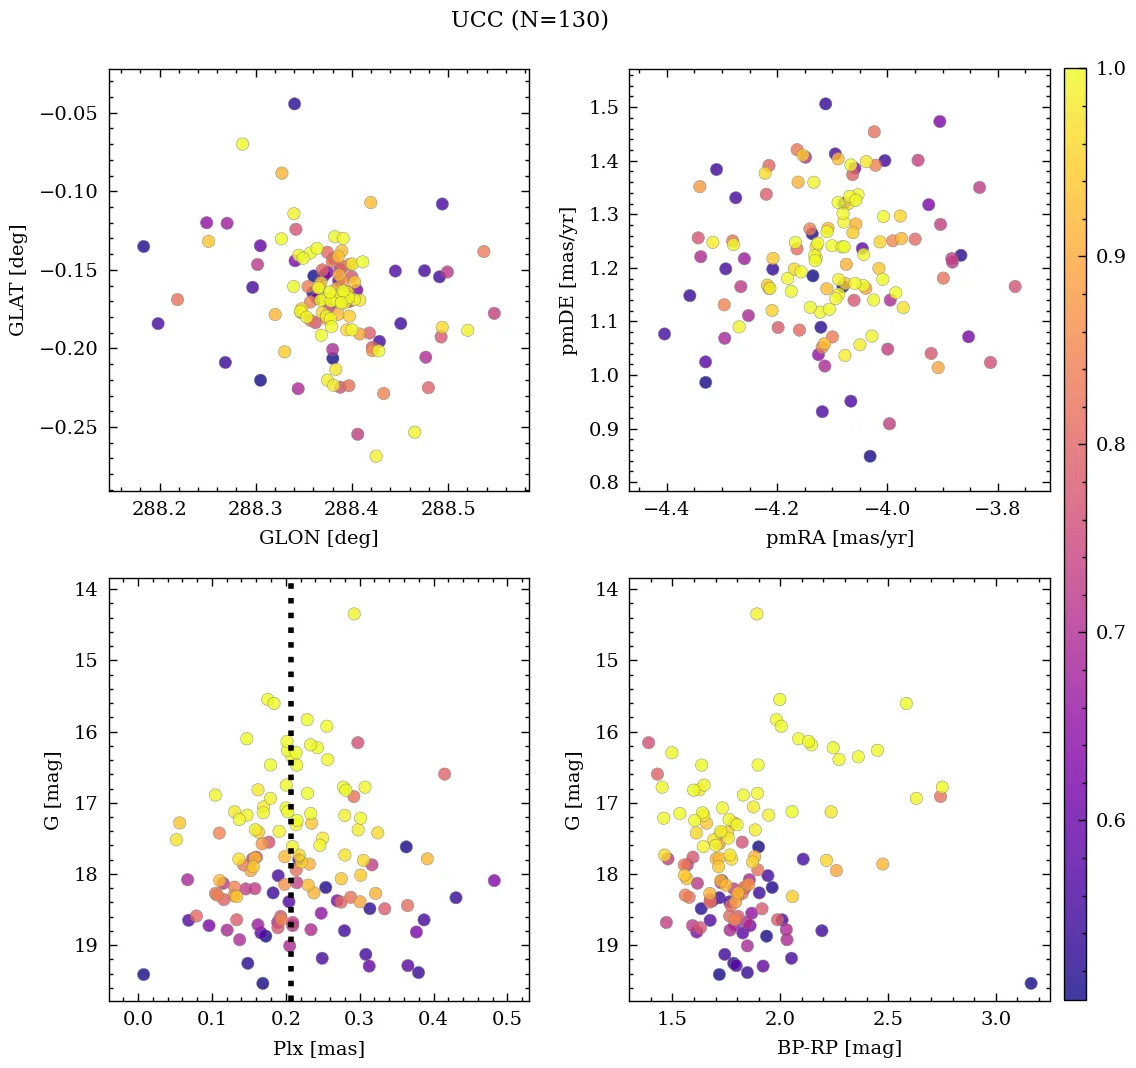 UCC (N=130)
−0.05
−0.10
−0.15
−0.20
−0.25
GLAT [deg]
288.2 288.3 288.4 288.5
GLON [deg]
1.5
1.4
1.3
1.2
1.1
1.0
0.9
0.8
pmDE [mas/yr]
−4.4 −4.2 −4.0 −3.8
pmRA [mas/yr]
14
15
16
17
18
19
G [mag]
0.0 0.1 0.2 0.3 0.4 0.5
Plx [mas]
14
15
16
17
18
19
G [mag]
1.5 2.0 2.5 3.0
BP-RP [mag]
1.0
0.9
0.8
0.7
0.6